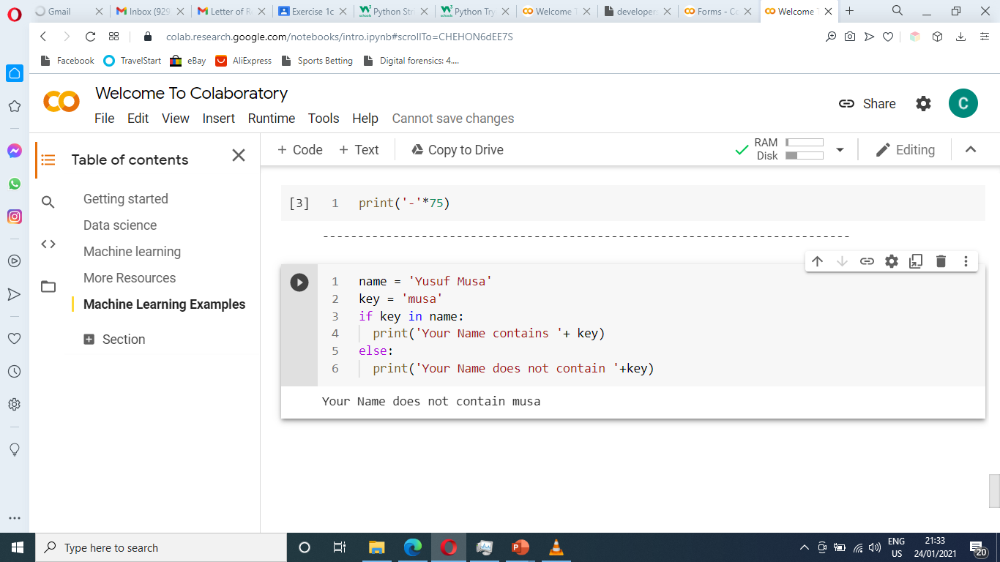 Gmail
Inbox (929
Letter of R
Exercise 1c
Python Stri
Python Try
Welcome T
developer
Forms - Co
Welcome T
colab.research.google.com/notebooks/intro.ipynb#scrollTo=CHEHON6dEE7S
Facebook
TravelStart
eBay
AliExpress
Sports Betting
Digital forensics: 4....
Welcome To Colaboratory
File Edit View Insert Runtime Tools Help Cannot save changes
Share
C
Table of contents
Getting started
Data science
Machine learning
More Resources
Machine Learning Examples
Section
+ Code + Text Copy to Drive
RAM
Disk
Editing
[3] 1 print('-'*75)
---------------------------------------------------------------------------
1 name = 'Yusuf Musa'
2 key = 'musa'
3 if key in name:
4 print('Your Name contains '+ key)
5 else:
6 print('Your Name does not contain '+key)
Your Name does not contain musa
Type here to search
ENG
US
21:33
24/01/2021
20